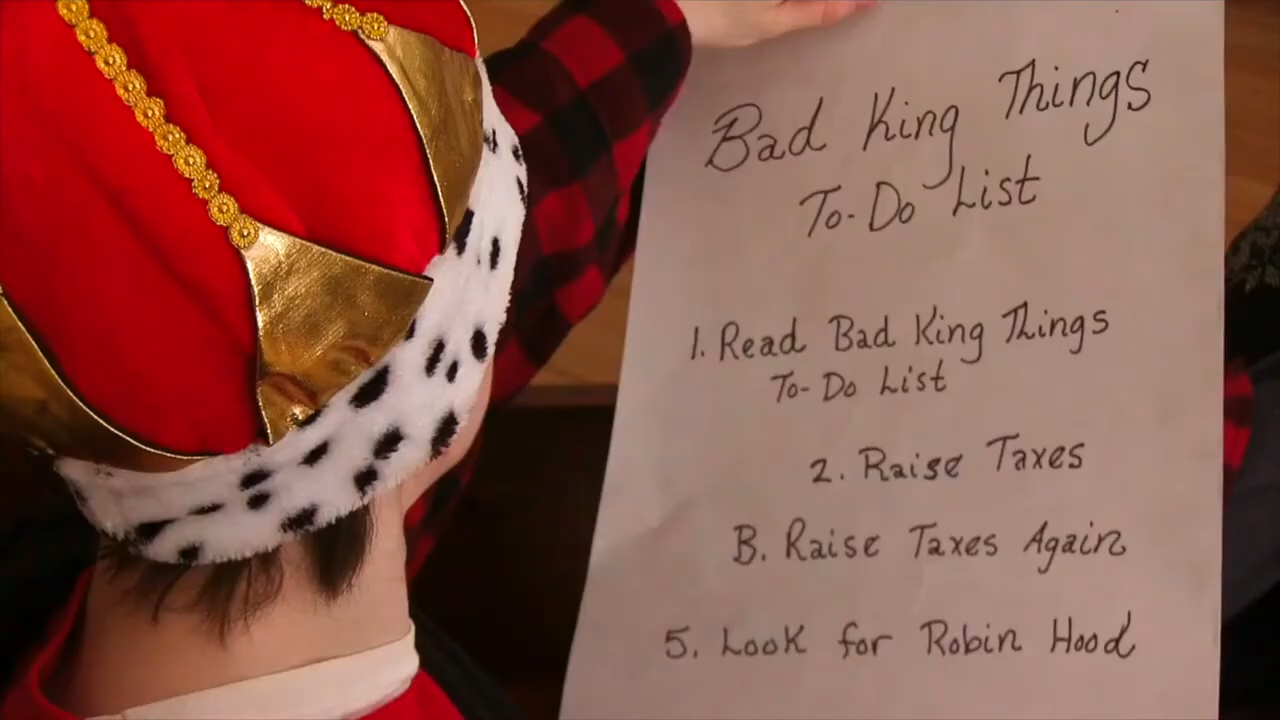 Bad King Things
To-Do List
1. Read Bad King Things
To-Do List
2. Raise Taxes
B. Raise Taxes Again
5. Look for Robin Hood